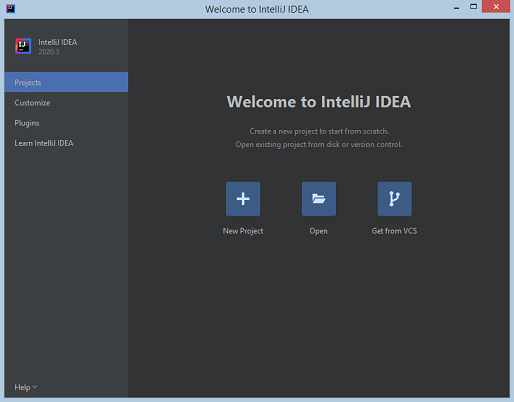 Welcome to IntelliJ IDEA
IJ
IntelliJ IDEA
2020.3
Projects
Customize
Plugins
Learn IntelliJ IDEA
Welcome to IntelliJ IDEA
Create a new project to start from scratch.
Open existing project from disk or version control.
New Project
Open
Get from VCS
Help